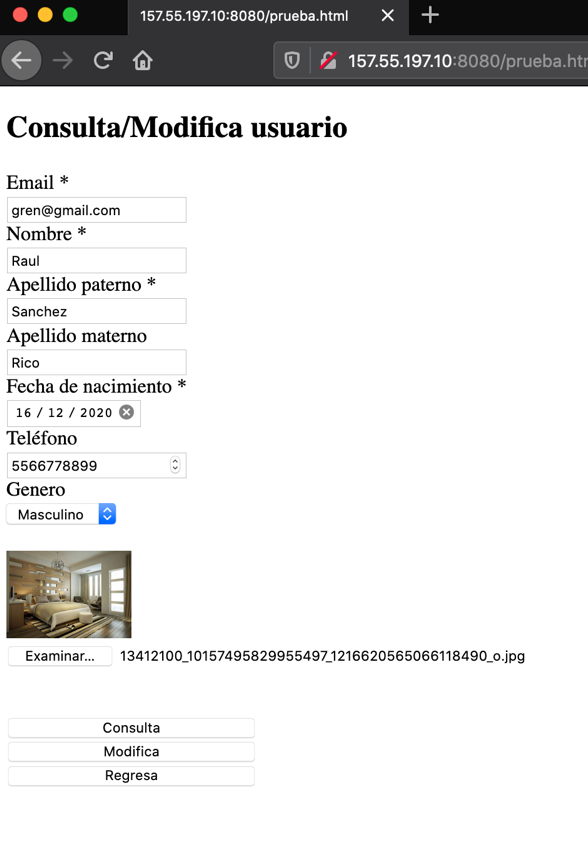 157.55.197.10:8080/prueba.html
157.55.197.10:8080/prueba.htm
Consulta/Modifica usuario
Email *
gren@gmail.com
Nombre *
Raul
Apellido paterno *
Sanchez
Apellido materno
Rico
Fecha de nacimiento *
16 / 12 / 2020
Teléfono
5566778899
Genero
Masculino
Examinar... 13412100_10157495829955497_1216620565066118490_o.jpg
Consulta
Modifica
Regresa